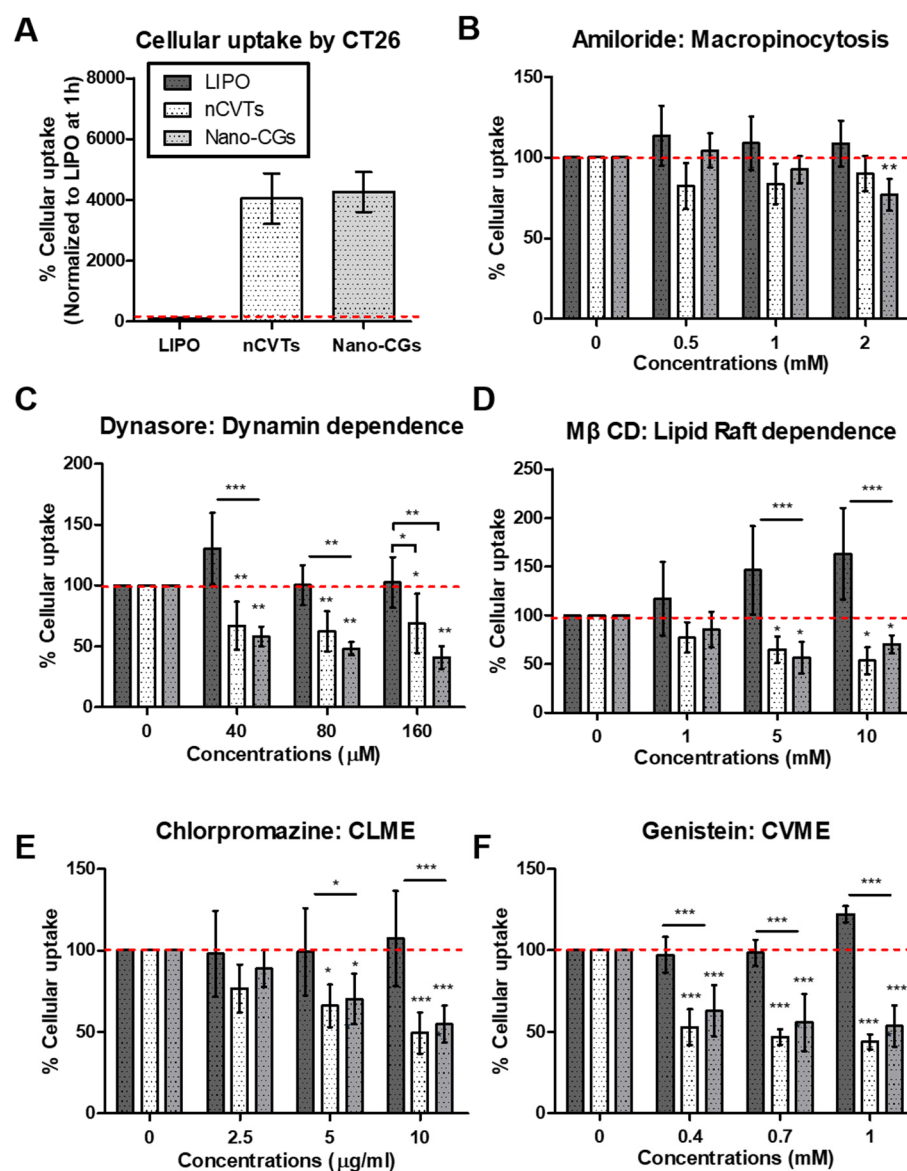 A
Cellular uptake by CT26
% Cellular uptake
(Normalized to LIPO at 1h)
8000
6000
4000
2000
0
LIPO
nCVTs
Nano-CGs
LIPO nCVTs Nano-CGs
B
Amiloride: Macropinocytosis
% Cellular uptake
150
100
50
0
**
0 0.5 1 2
Concentrations (mM)
C
Dynasore: Dynamin dependence
% Cellular uptake
200
150
100
50
0
*** ** **
*
** ** ** ** * **
0 40 80 160
Concentrations (μM)
D
Mβ CD: Lipid Raft dependence
% Cellular uptake
250
200
150
100
50
0
*** ***
* * * *
0 1 5 10
Concentrations (mM)
E
Chlorpromazine: CLME
% Cellular uptake
150
100
50
0
* ***
* * *** ***
0 2.5 5 10
Concentrations (μg/ml)
F
Genistein: CVME
% Cellular uptake
150
100
50
0
*** *** ***
*** *** *** *** *** ***
0 0.4 0.7 1
Concentrations (mM)